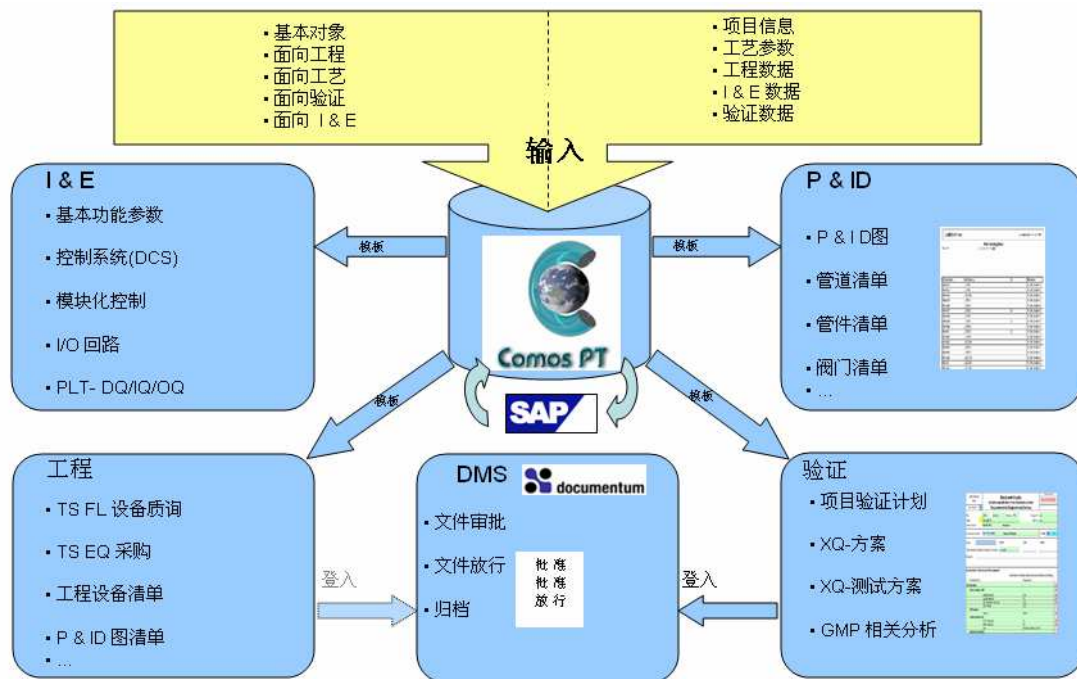 ▪ 基本对象
▪ 面向工程
▪ 面向工艺
▪ 面向验证
▪ 面向 I & E
▪ 项目信息
▪ 工艺参数
▪ 工程数据
▪ I & E 数据
▪ 验证数据
输入
I & E
▪ 基本功能参数
▪ 控制系统(DCS)
▪ 模块化控制
▪ I/O 回路
▪ PLT- DQ/IQ/OQ
模板
Comos PT
模板
P & ID
▪ P & I D图
▪ 管道清单
▪ 管件清单
▪ 阀门清单
▪ ...
模板
SAP
模板
工程
▪ TS FL 设备质询
▪ TS EQ 采购
▪ 工程设备清单
▪ P & ID 图清单
▪ ...
登入
DMS
documentum
▪ 文件审批
▪ 文件放行
▪ 归档
批 准
批 准
放 行
登入
验证
▪ 项目验证计划
▪ XQ-方案
▪ XQ-测试方案
▪ GMP 相关分析